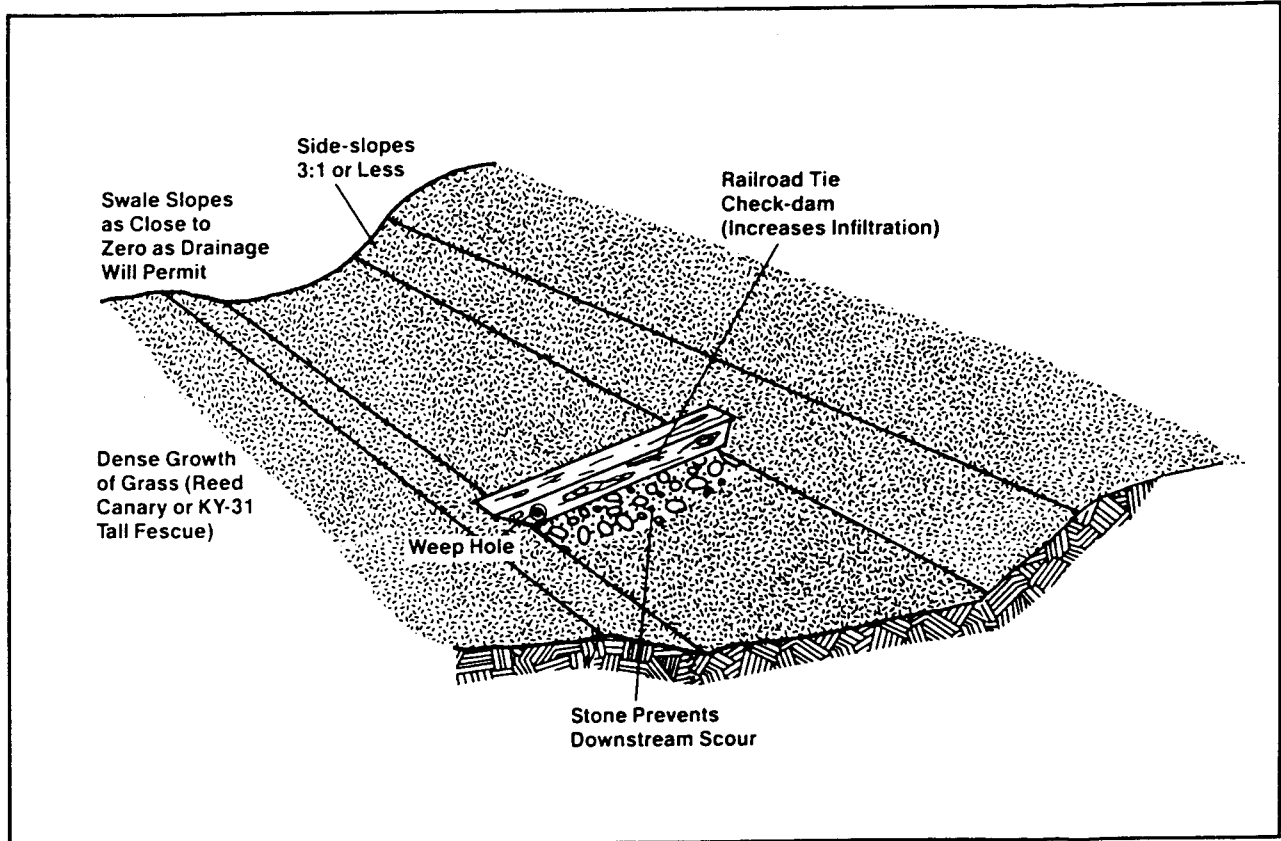 Side-slopes
3:1 or Less
Swale Slopes
as Close to
Zero as Drainage
Will Permit
Railroad Tie
Check-dam
(Increases Infiltration)
Dense Growth
of Grass (Reed
Canary or KY-31
Tall Fescue)
Weep Hole
Stone Prevents
Downstream Scour